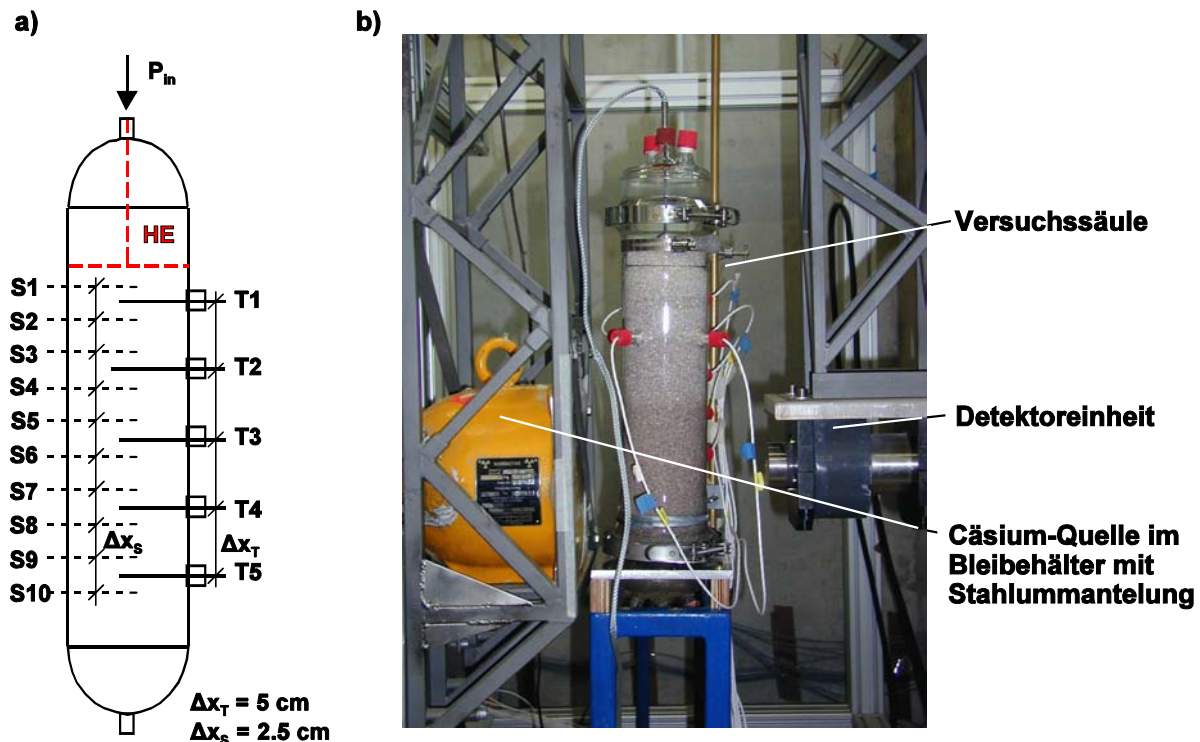 a)
P_in
HE
S1
S2
S3
S4
S5
S6
S7
S8
S9
S10
T1
T2
T3
T4
T5
Δx_S
Δx_T
Δx_T = 5 cm
Δx_S = 2.5 cm
b)
Versuchssäule
Detektoreinheit
Cäsium-Quelle im
Bleibehälter mit
Stahlummantelung